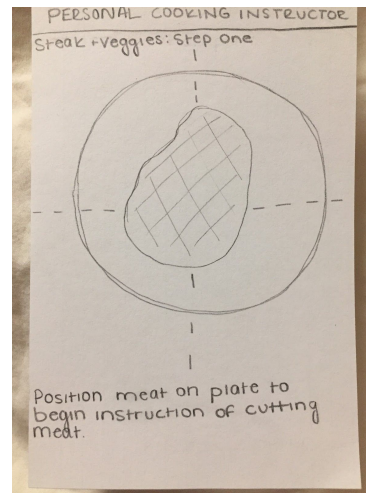 PERSONAL COOKING INSTRUCTOR
Steak + Veggies: Step One
Position meat on plate to
begin instruction of cutting
meat.